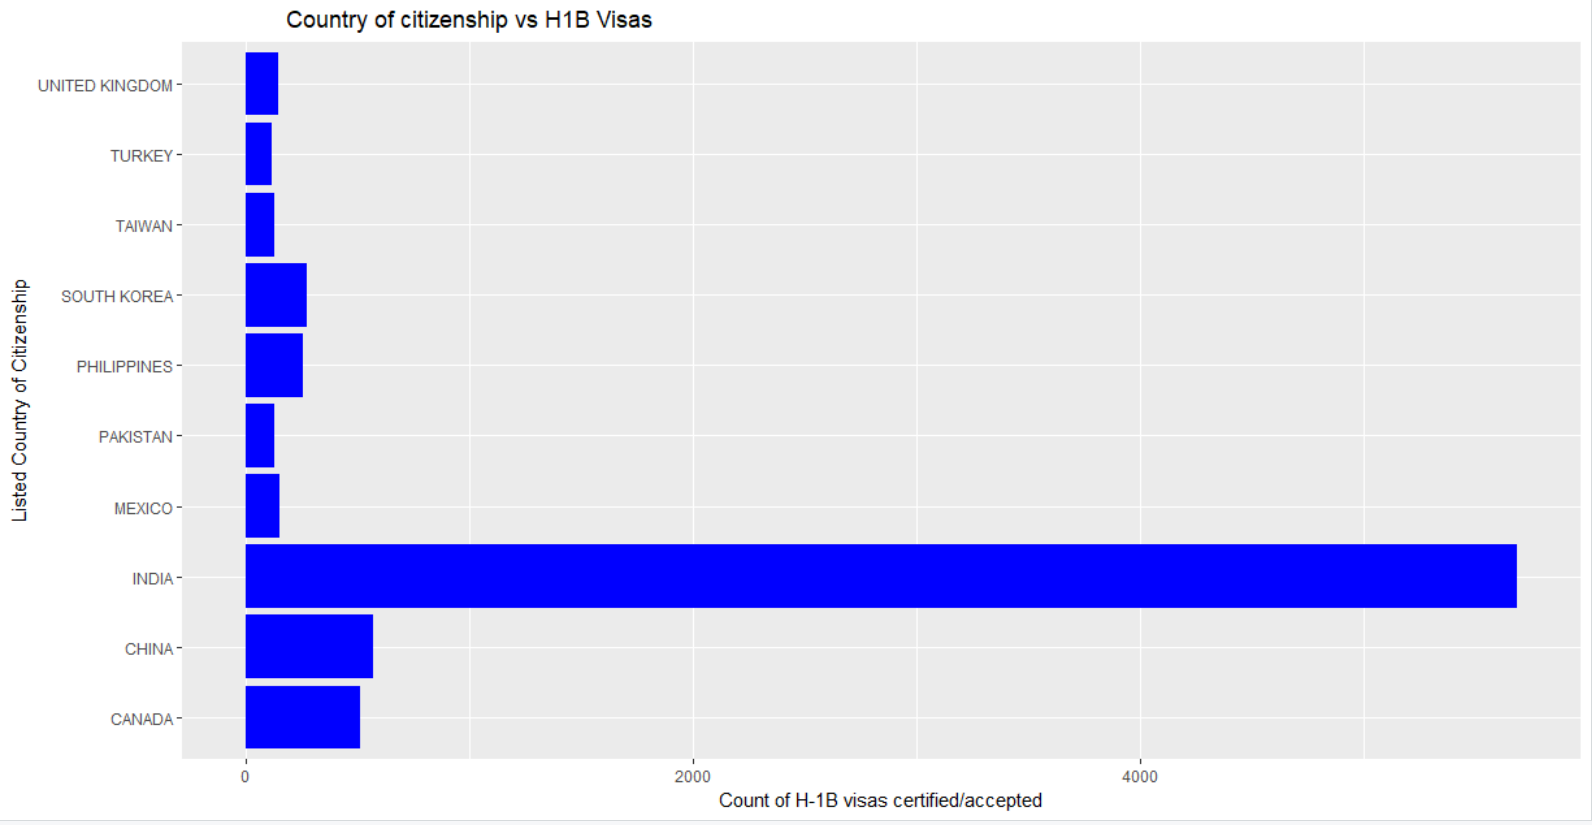 Country of citizenship vs H1B Visas
UNITED KINGDOM
TURKEY
TAIWAN
SOUTH KOREA
PHILIPPINES
PAKISTAN
MEXICO
INDIA
CHINA
CANADA
Listed Country of Citizenship
0 2000 4000
Count of H-1B visas certified/accepted